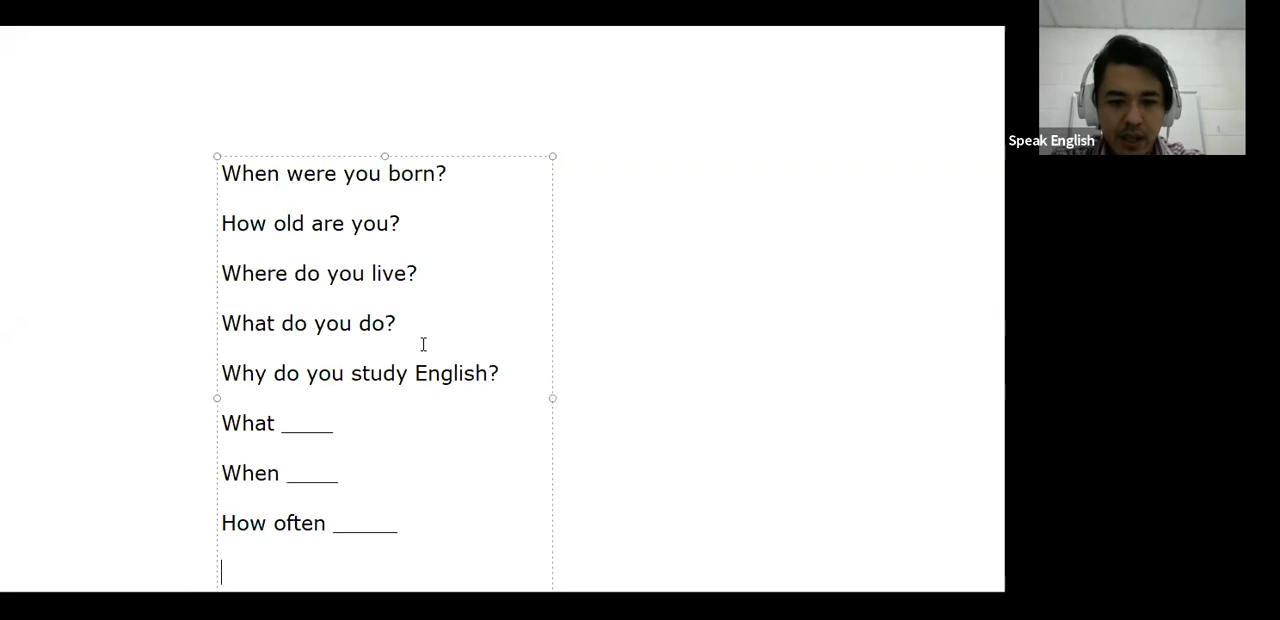 When were you born?
How old are you?
Where do you live?
What do you do?
Why do you study English?
What _____
When _____
How often ______
Speak English